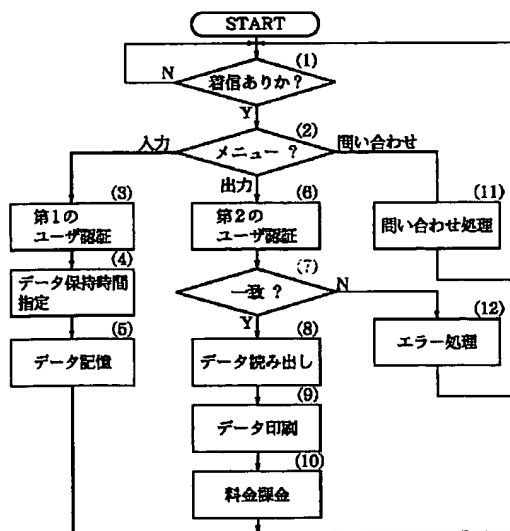 START
(1)
N
着信ありか?
Y
(2)
入力
メニュー ?
問い合わせ
出力
(3)
第1の
ユーザ認証
(6)
第2の
ユーザ認証
(11)
問い合わせ処理
(4)
データ保持時間
指定
(7)
一致 ?
N
Y
(5)
データ記憶
(8)
データ読み出し
(12)
エラー処理
(9)
データ印刷
(10)
料金課金